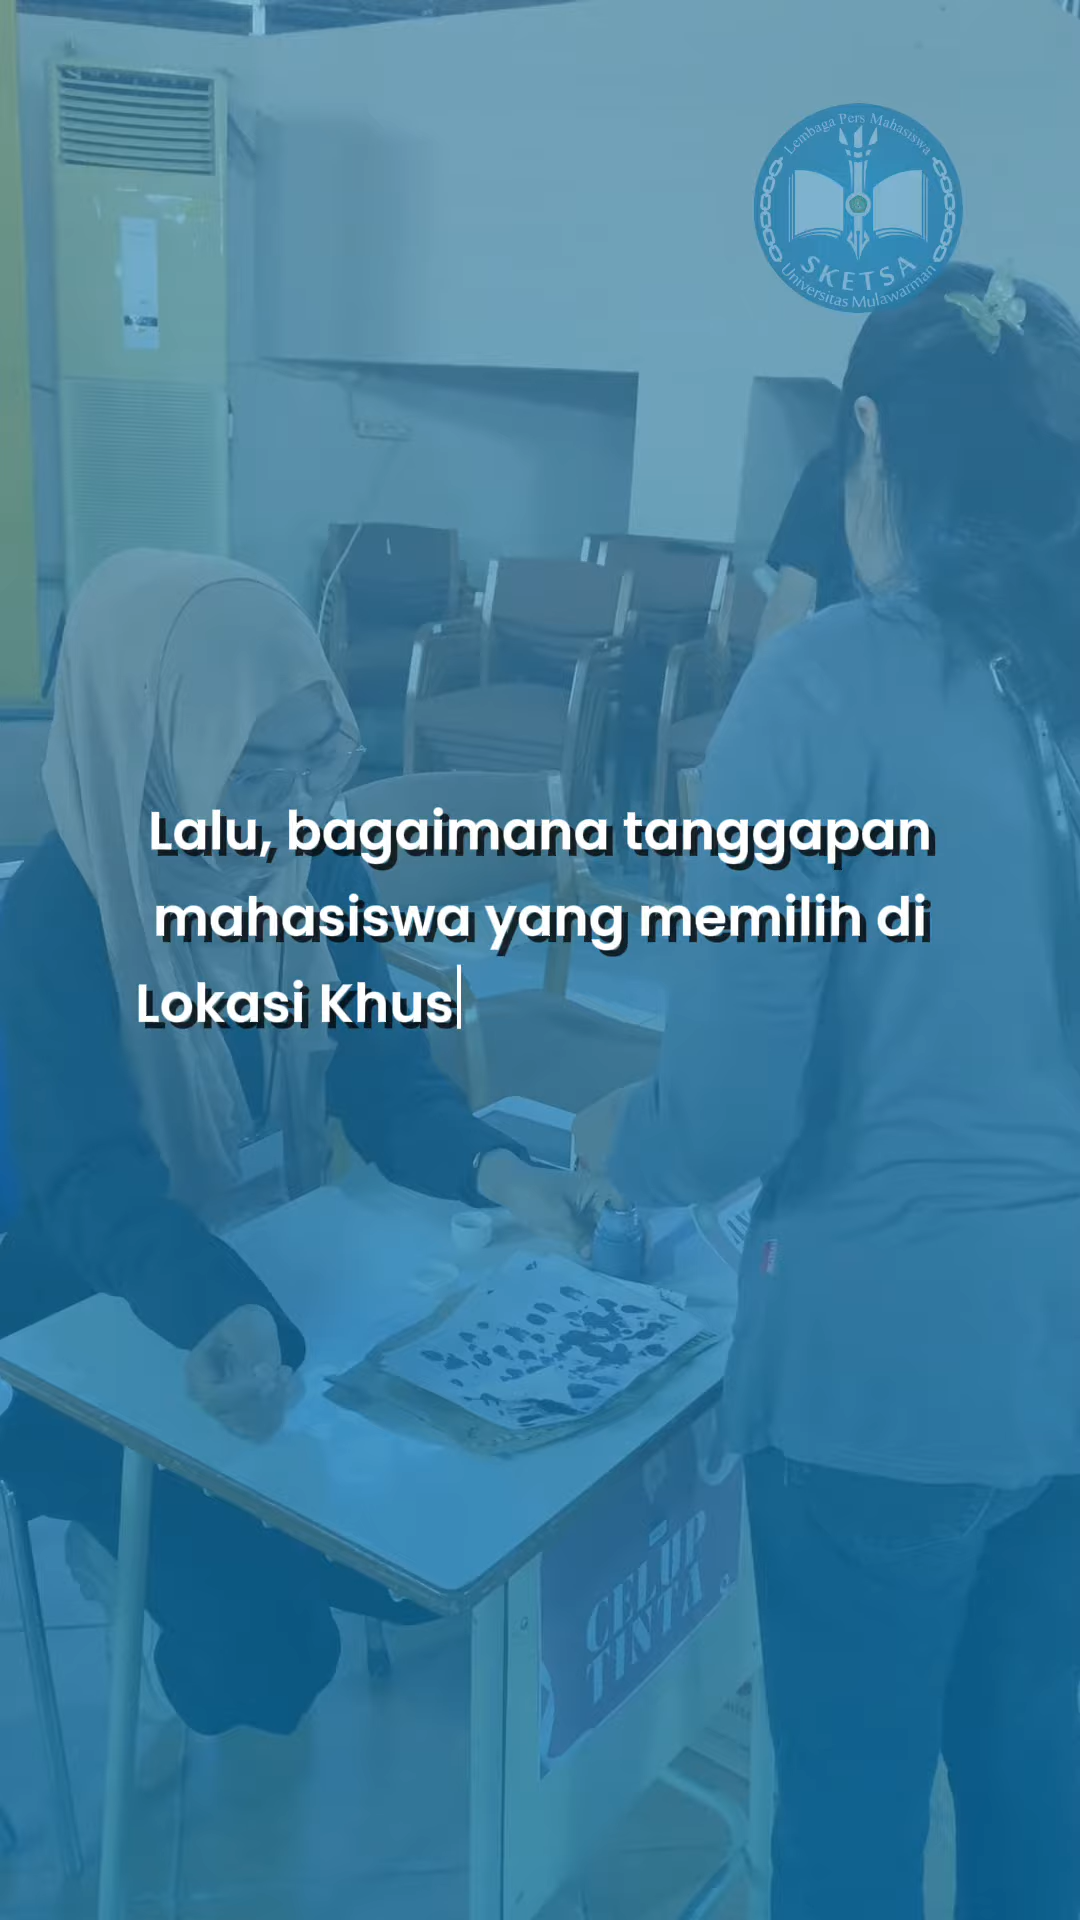 Lembaga Pers Mahasiswa
SKETSA
Universitas Mulawarman
Lalu, bagaimana tanggapan
mahasiswa yang memilih di
Lokasi Khus
CELUP
TINTA